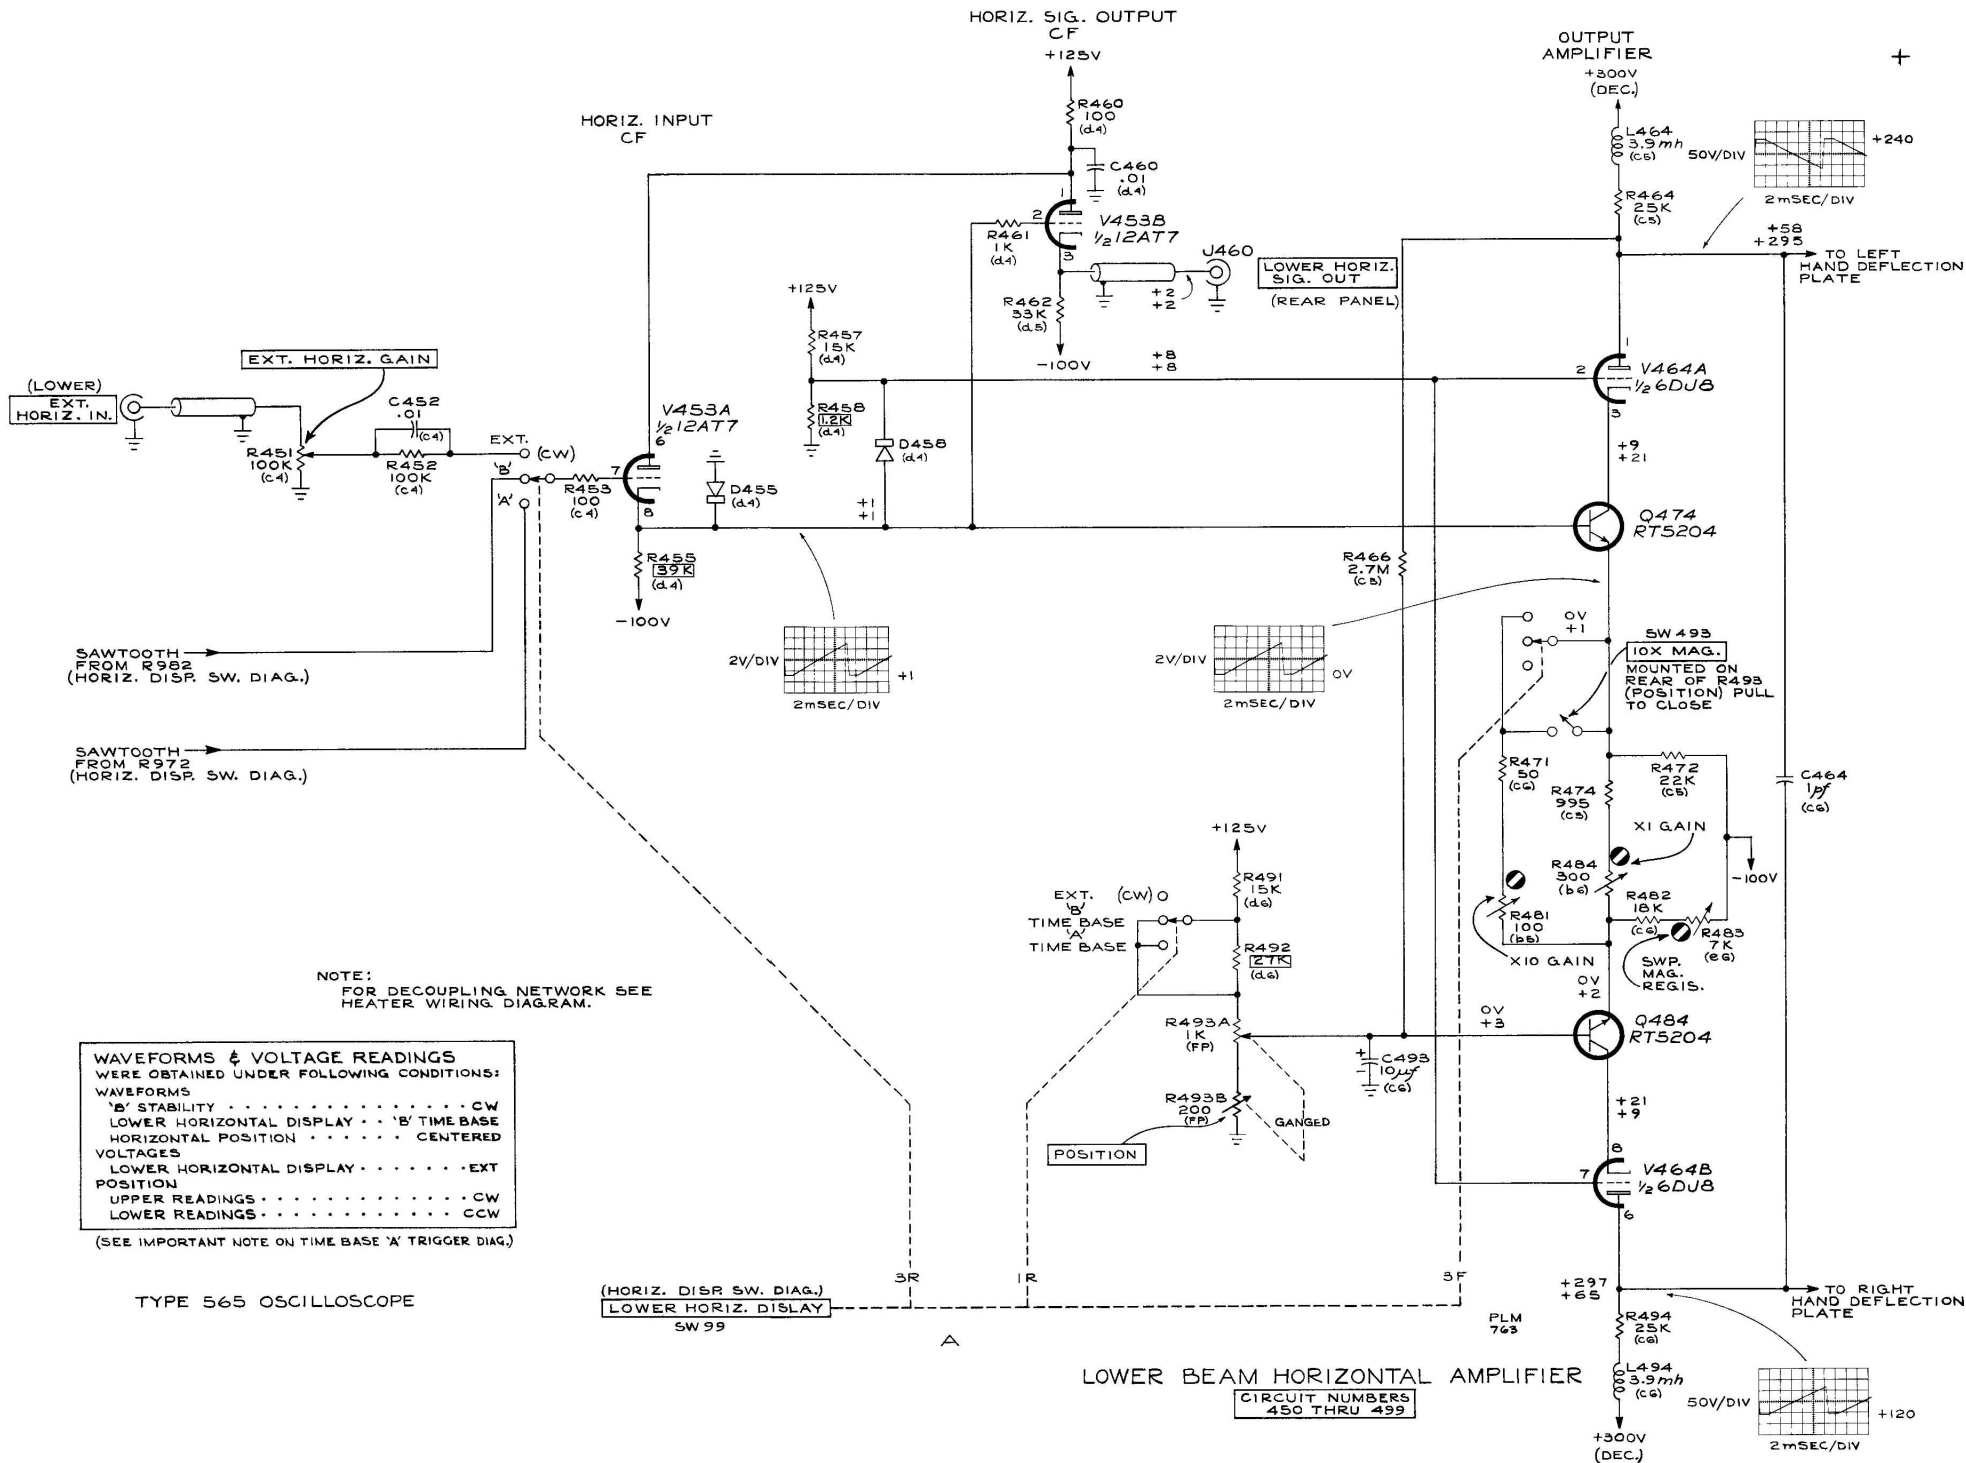 HORIZ. SIG. OUTPUT
CF
+125V
R460
100
(d4)
C460
.01
(d4)
HORIZ. INPUT
CF
OUTPUT
AMPLIFIER
+300V
(DEC.)
L464
3.9mh
(C5)
R464
25K
(C5)
50V/DIV
+240
2mSEC/DIV
+58
+295
TO LEFT
HAND DEFLECTION
PLATE
1
2
3
V453B
½12AT7
R461
1K
(d4)
J460
LOWER HORIZ.
SIG. OUT
(REAR PANEL)
+2
+2
R462
33K
(d5)
-100V
+125V
R457
15K
(d4)
+8
+8
R458
1.2K
(d4)
D458
(d4)
EXT. HORIZ. GAIN
(LOWER)
EXT.
HORIZ. IN.
R451
100K
(C4)
C452
.01
(C4)
R452
100K
(C4)
EXT.
(CW)
'B'
'A'
R453
100
(C4)
V453A
½12AT7
6
7
8
D455
(d4)
+1
+1
R455
39K
(d4)
-100V
1
2
3
V464A
½6DJ8
+9
+21
Q474
RT5204
R466
2.7M
(C5)
2V/DIV
+1
2mSEC/DIV
2V/DIV
0V
2mSEC/DIV
0V
+1
SW493
10X MAG.
MOUNTED ON
REAR OF R493
(POSITION) PULL
TO CLOSE
SAWTOOTH
FROM R982
(HORIZ. DISP. SW. DIAG.)
SAWTOOTH
FROM R972
(HORIZ. DISP. SW. DIAG.)
R471
50
(C6)
R472
22K
(C5)
R474
995
(C5)
C464
1pf
(C6)
X1 GAIN
R484
300
(b6)
-100V
R482
18K
(C6)
R483
7K
(e6)
R481
100
(b5)
X10 GAIN
SWP.
MAG.
REGIS.
+125V
R491
15K
(d6)
EXT. (CW)
'B'
TIME BASE
'A'
TIME BASE
R492
27K
(d6)
R493A
1K
(FP)
R493B
200
(FP)
GANGED
POSITION
C493
10µf
(C6)
0V
+3
0V
+2
Q484
RT5204
+21
+9
8
7
6
V464B
½6DJ8
NOTE:
FOR DECOUPLING NETWORK SEE
HEATER WIRING DIAGRAM.
WAVEFORMS & VOLTAGE READINGS
WERE OBTAINED UNDER FOLLOWING CONDITIONS:
WAVEFORMS
'B' STABILITY . . . . . . . . . . . . . . . CW
LOWER HORIZONTAL DISPLAY . . 'B' TIME BASE
HORIZONTAL POSITION . . . . . . CENTERED
VOLTAGES
LOWER HORIZONTAL DISPLAY . . . . . . . EXT
POSITION
UPPER READINGS . . . . . . . . . . . . . CW
LOWER READINGS . . . . . . . . . . . . CCW
(SEE IMPORTANT NOTE ON TIME BASE 'A' TRIGGER DIAG.)
TYPE 565 OSCILLOSCOPE
(HORIZ. DISP. SW. DIAG.)
LOWER HORIZ. DISLAY
SW99
3R
1R
3F
A
PLM
763
+297
+65
TO RIGHT
HAND DEFLECTION
PLATE
R494
25K
(C6)
L494
3.9mh
(C6)
+300V
(DEC.)
50V/DIV
+120
2mSEC/DIV
LOWER BEAM HORIZONTAL AMPLIFIER
CIRCUIT NUMBERS
450 THRU 499